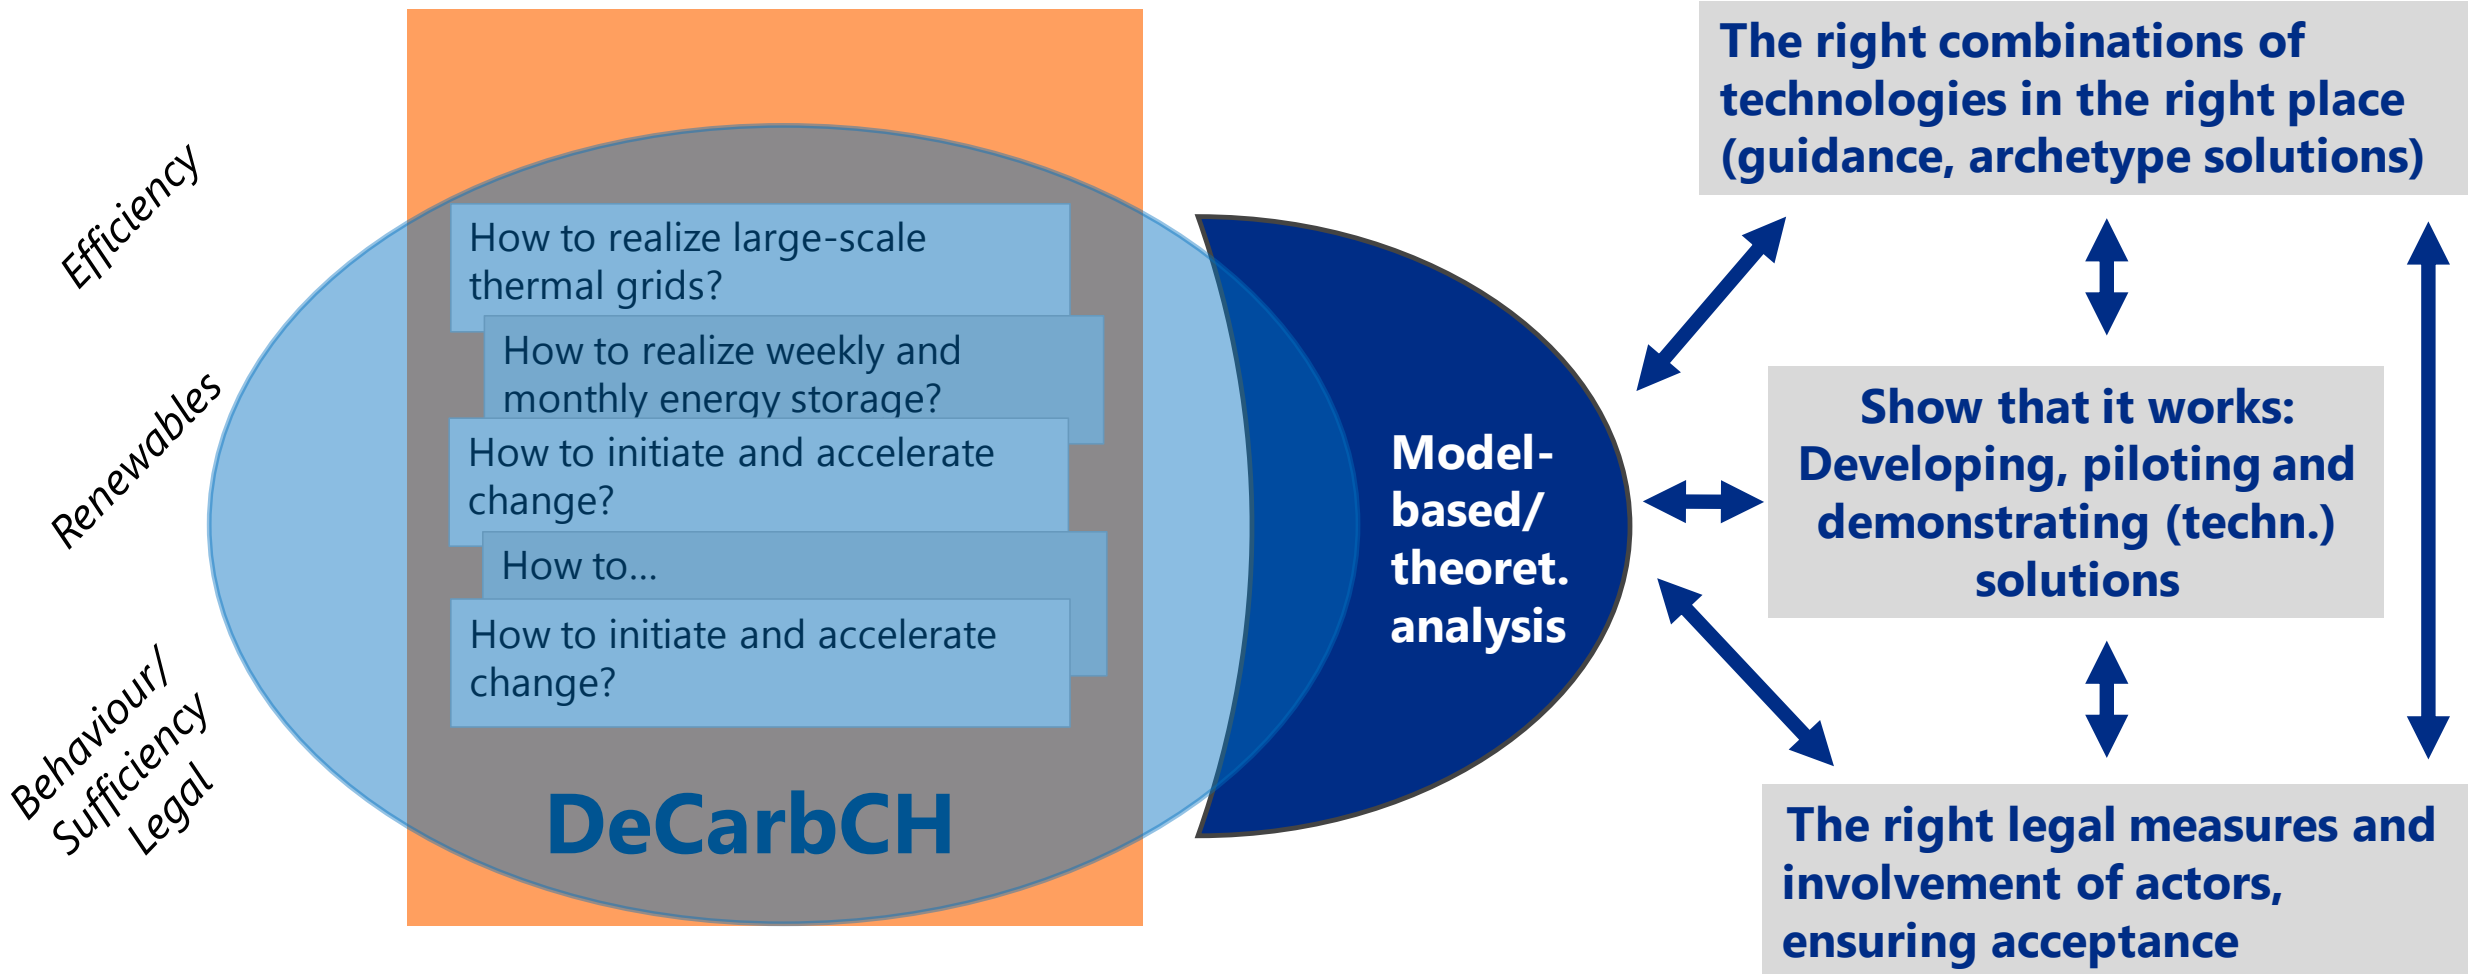 Efficiency
Renewables
Behaviour/
Sufficiency
Legal
How to realize large-scale
thermal grids?
How to realize weekly and
monthly energy storage?
How to initiate and accelerate
change?
How to...
How to initiate and accelerate
change?
DeCarbCH
Model-
based/
theoret.
analysis
The right combinations of
technologies in the right place
(guidance, archetype solutions)
Show that it works:
Developing, piloting and
demonstrating (techn.)
solutions
The right legal measures and
involvement of actors,
ensuring acceptance